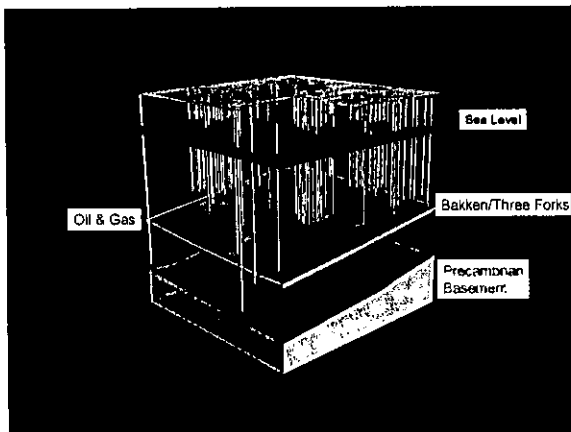 Sea Level
Oil & Gas
Bakken/Three Forks
Precambrian
Basement